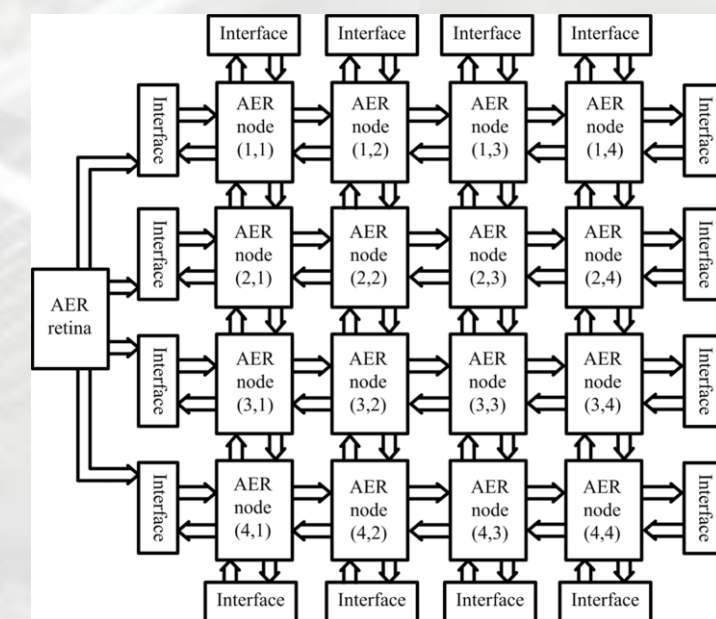 Interface Interface Interface Interface
Interface AER node (1,1) AER node (1,2) AER node (1,3) AER node (1,4) Interface
Interface AER node (2,1) AER node (2,2) AER node (2,3) AER node (2,4) Interface
AER
retina
Interface AER node (3,1) AER node (3,2) AER node (3,3) AER node (3,4) Interface
Interface AER node (4,1) AER node (4,2) AER node (4,3) AER node (4,4) Interface
Interface Interface Interface Interface